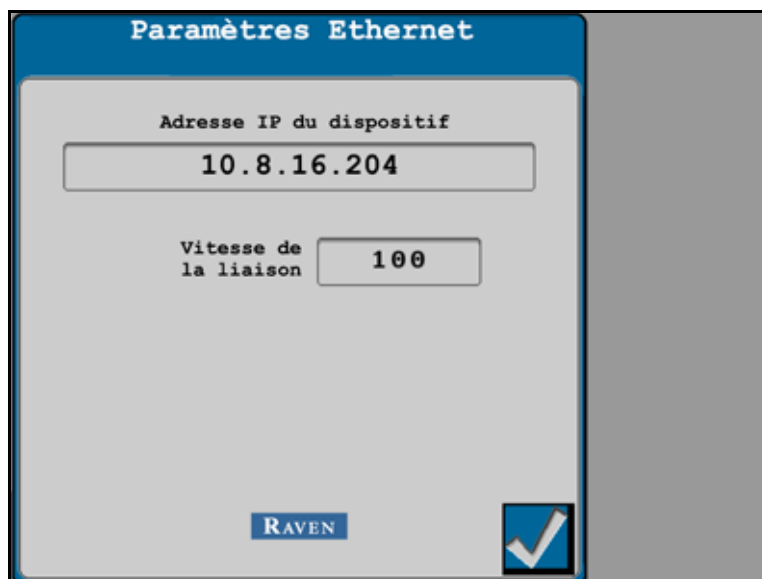 Paramètres Ethernet
Adresse IP du dispositif
10.8.16.204
Vitesse de
la liaison
100
RAVEN